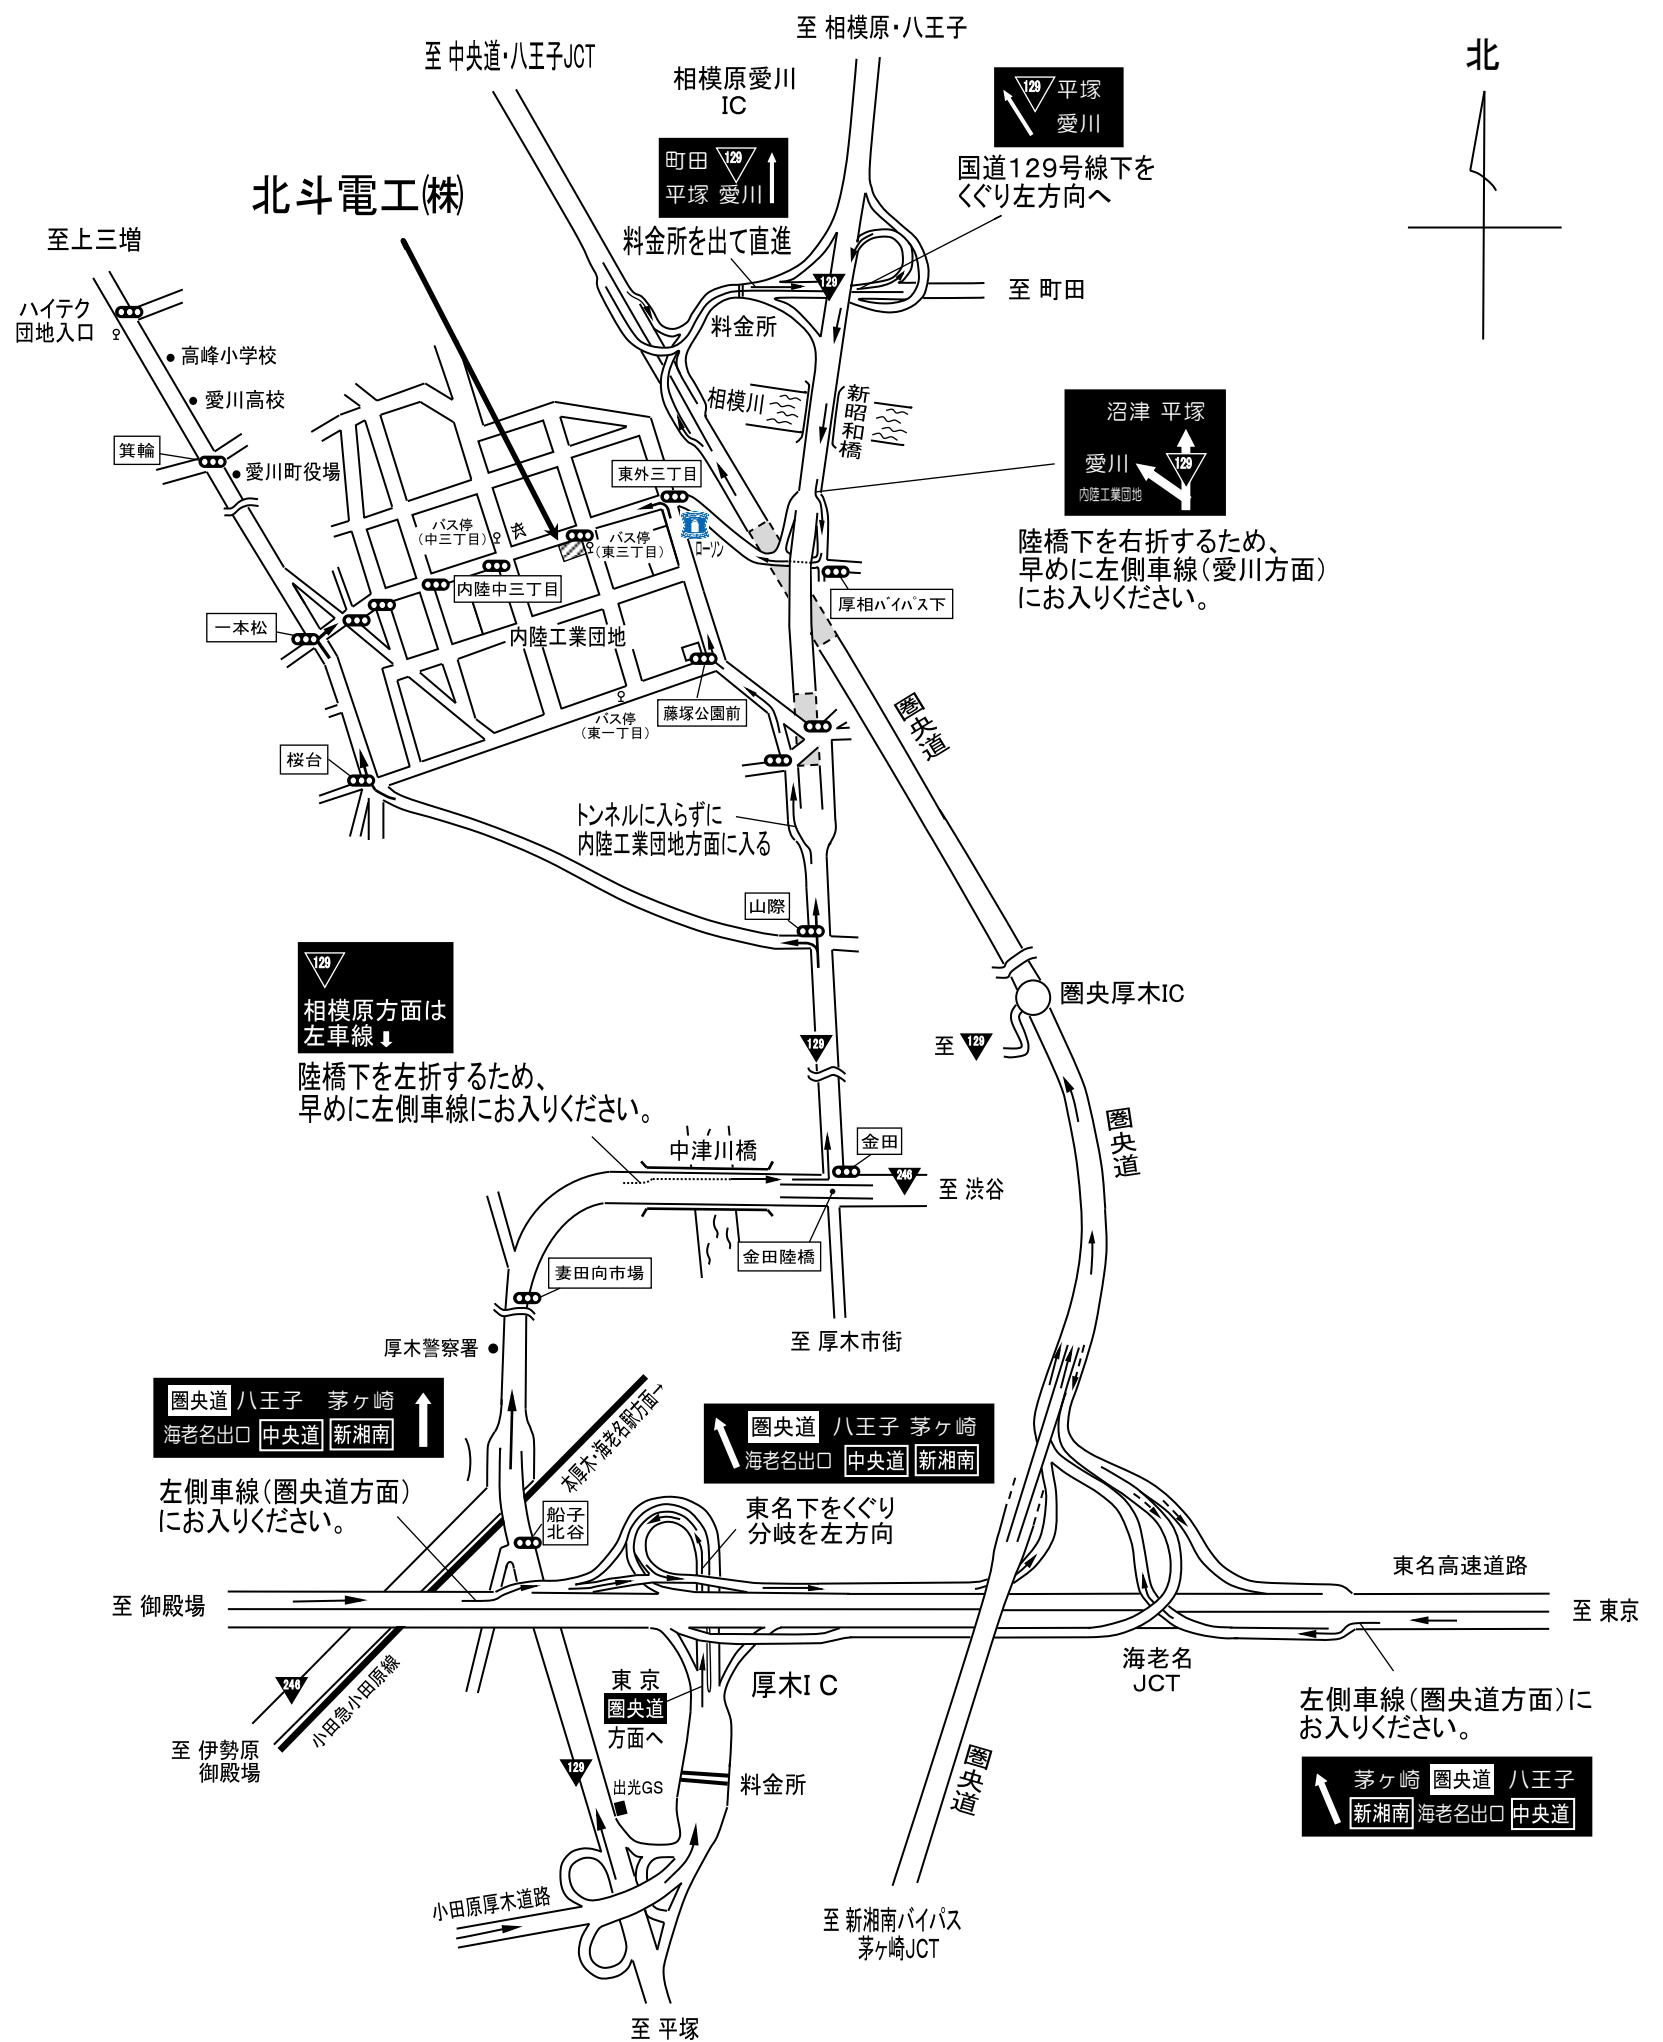 至 相模原・八王子
至 中央道・八王子JCT
相模原愛川
IC
北
129 平塚
愛川
町田 129
平塚 愛川
国道129号線下を
くぐり左方向へ
北斗電工(株)
料金所を出て直進
至上三増
129
至 町田
ハイテク
団地入口
料金所
高峰小学校
愛川高校
相模川
新昭和橋
沼津 平塚
愛川
129
内陸工業団地
箕輪
愛川町役場
東外三丁目
バス停
(中三丁目)
バス停
(東三丁目)
ローソン
陸橋下を右折するため、
早めに左側車線(愛川方面)
にお入りください。
内陸中三丁目
厚相バイパス下
一本松
内陸工業団地
藤塚公園前
バス停
(東一丁目)
圏央道
桜台
トンネルに入らずに
内陸工業団地方面に入る
山際
129
相模原方面は
左車線
圏央厚木IC
129
至 129
陸橋下を左折するため、
早めに左側車線にお入りください。
圏央道
金田
中津川橋
246
至 渋谷
金田陸橋
妻田向市場
至 厚木市街
厚木警察署
圏央道 八王子 茅ヶ崎
海老名出口 中央道 新湘南
本厚木・海老名駅方面→
圏央道 八王子 茅ヶ崎
海老名出口 中央道 新湘南
左側車線(圏央道方面)
にお入りください。
船子
北谷
東名下をくぐり
分岐を左方向
東名高速道路
至 御殿場
至 東京
海老名
JCT
246
小田急小田原線
東 京
圏央道
方面へ
厚木I C
左側車線(圏央道方面)に
お入りください。
至 伊勢原
御殿場
129
出光GS
料金所
圏央道
茅ヶ崎 圏央道 八王子
新湘南 海老名出口 中央道
小田原厚木道路
至 新湘南バイパス
茅ヶ崎JCT
至 平塚